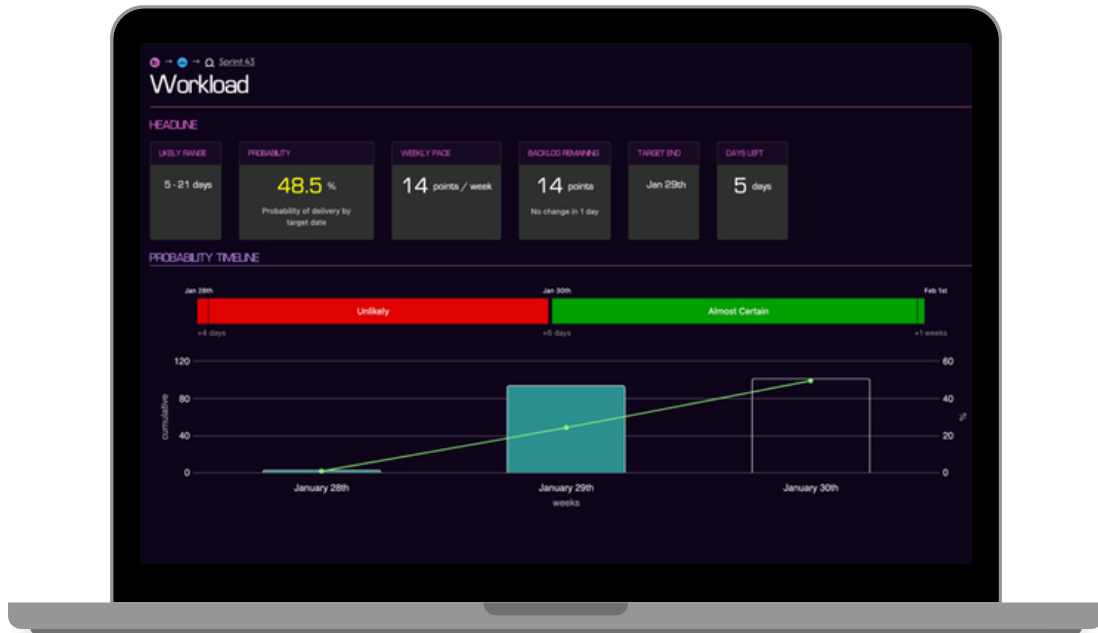 → → Sprint 43
Workload
HEADLINE
LIKELY RANGE
5 - 21 days
PROBABILITY
48.5 %
Probability of delivery by
target date
WEEKLY PACE
14 points / week
BACKLOG REMAINING
14 points
No change in 1 day
TARGET END
Jan 29th
DAYS LEFT
5 days
PROBABILITY TIMELINE
Jan 28th Jan 30th Feb 1st
Unlikely Almost Certain
+4 days +6 days +1 weeks
120 60
80 40
40 20
0 0
cumulative
%
January 28th January 29th January 30th
weeks